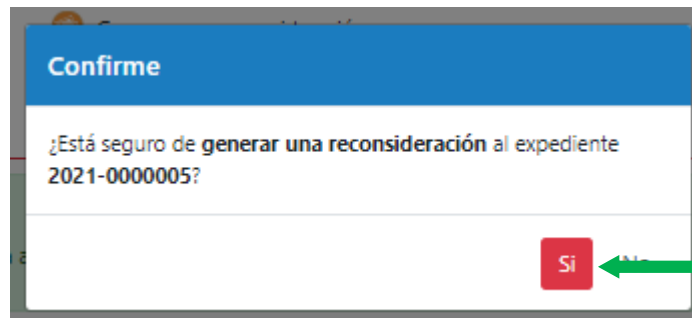 Confirme
¿Está seguro de generar una reconsideración al expediente
2021-0000005?
Si